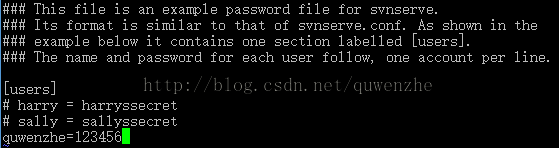 ### This file is an example password file for svnserve.
### Its format is similar to that of svnserve.conf. As shown in the
### example below it contains one section labelled [users].
### The name and password for each user follow, one account per line.
http://blog.csdn.net/quwenzhe
[users]
# harry = harryssecret
# sally = sallyssecret
quwenzhe=123456